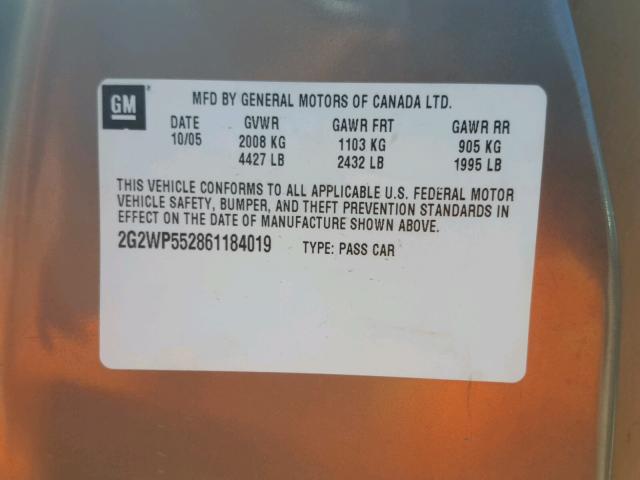 GM
MFD BY GENERAL MOTORS OF CANADA LTD.
DATE GVWR GAWR FRT GAWR RR
10/05 2008 KG 1103 KG 905 KG
4427 LB 2432 LB 1995 LB
THIS VEHICLE CONFORMS TO ALL APPLICABLE U.S. FEDERAL MOTOR
VEHICLE SAFETY, BUMPER, AND THEFT PREVENTION STANDARDS IN
EFFECT ON THE DATE OF MANUFACTURE SHOWN ABOVE.
2G2WP552861184019 TYPE: PASS CAR